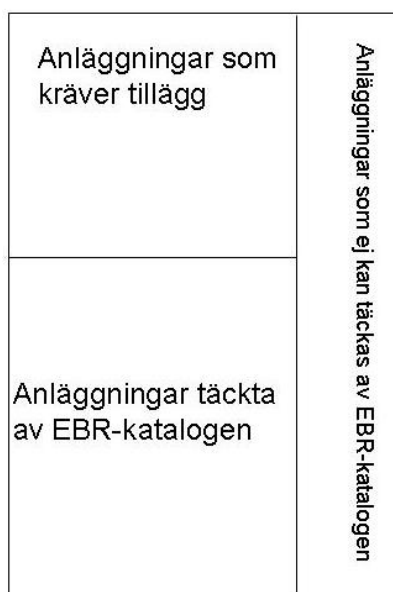 Anläggningar som
kräver tillägg
Anläggningar täckta
av EBR-katalogen
Anläggningar som ej kan täckas av EBR-katalogen